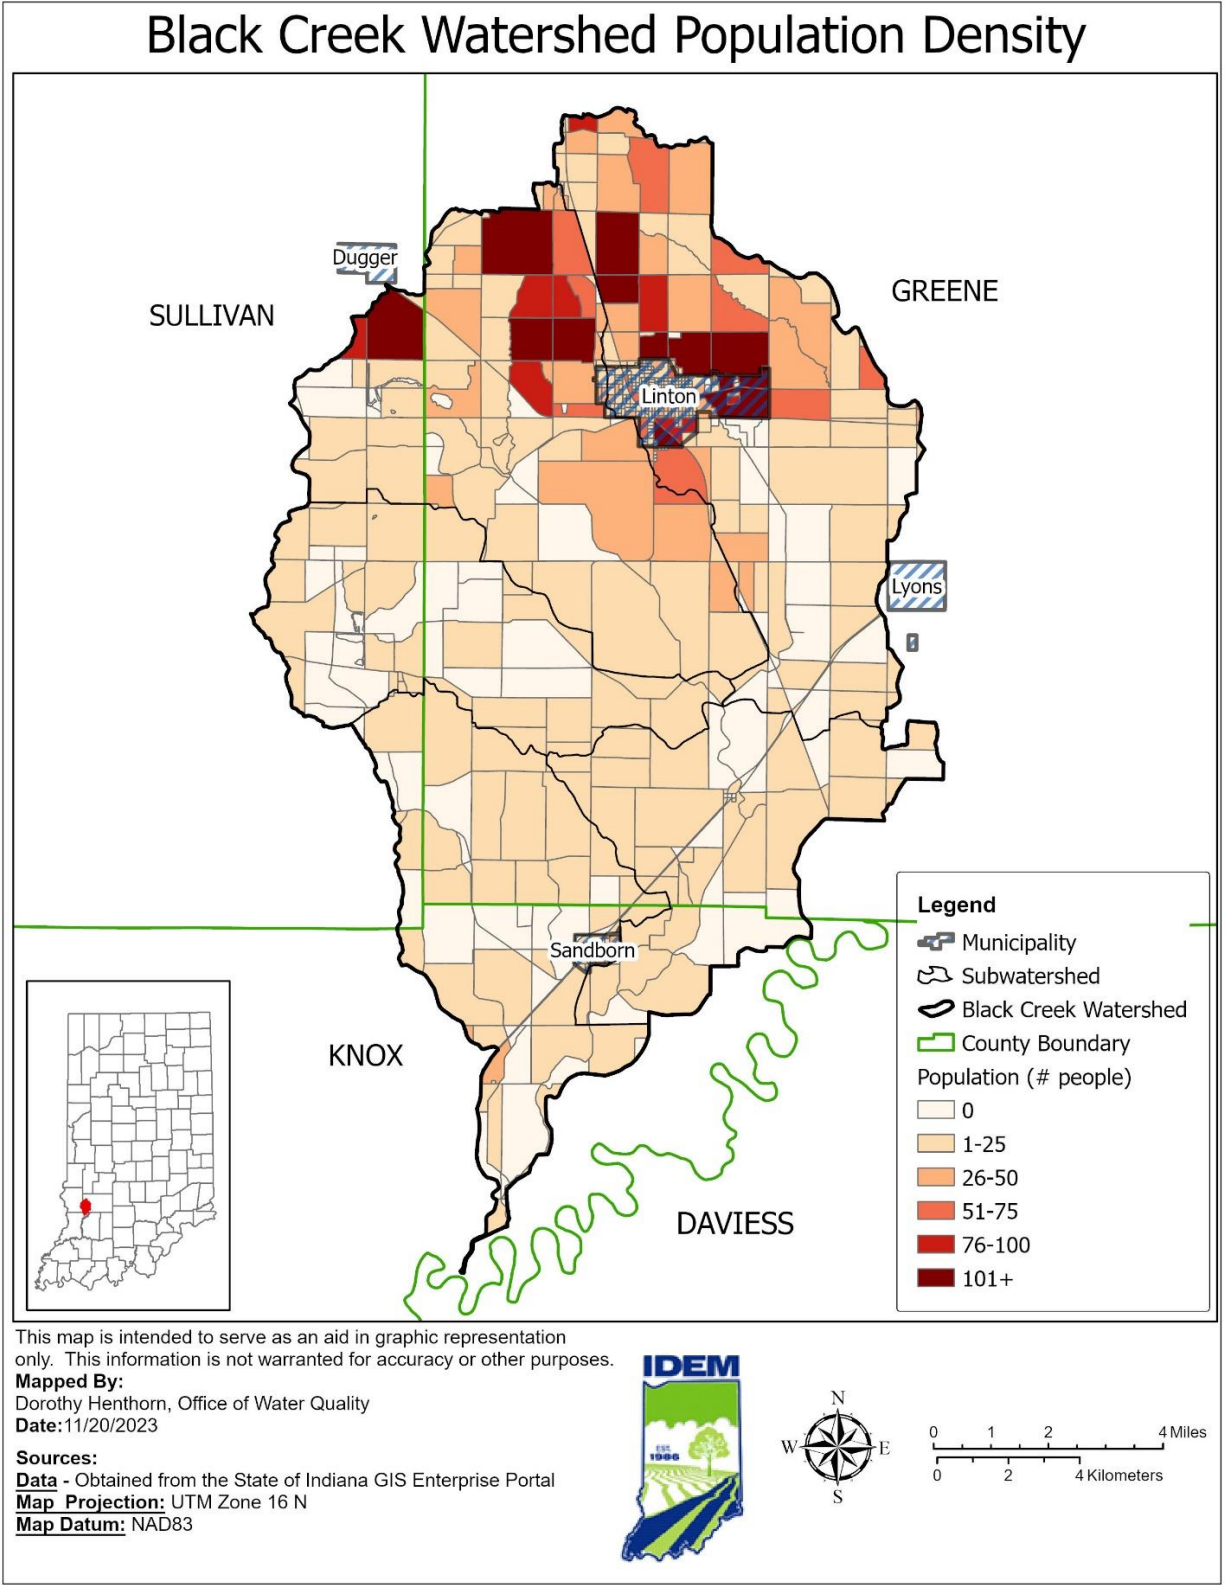 Black Creek Watershed Population Density
Dugger
SULLIVAN
GREENE
Linton
Lyons
Sandborn
KNOX
DAVIESS
Legend
Municipality
Subwatershed
Black Creek Watershed
County Boundary
Population (# people)
0
1-25
26-50
51-75
76-100
101+
This map is intended to serve as an aid in graphic representation
only. This information is not warranted for accuracy or other purposes.
Mapped By:
Dorothy Henthorn, Office of Water Quality
Date:11/20/2023
Sources:
Data - Obtained from the State of Indiana GIS Enterprise Portal
Map Projection: UTM Zone 16 N
Map Datum: NAD83
IDEM
EST.
1986
N
W E
S
0 1 2 4 Miles
0 2 4 Kilometers